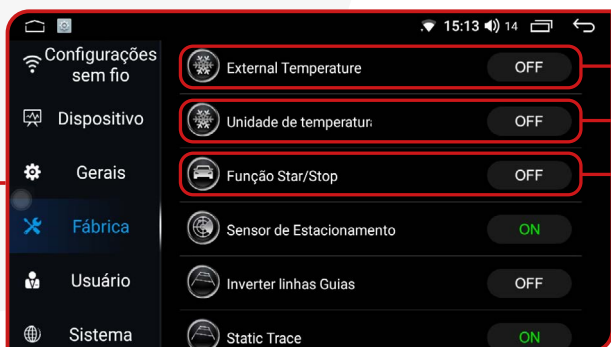 15:13 14
Configurações
sem fio
External Temperature OFF
Dispositivo
Unidade de temperatura OFF
Gerais
Função Star/Stop OFF
Fábrica
Sensor de Estacionamento ON
Usuário
Inverter linhas Guias OFF
Sistema
Static Trace ON